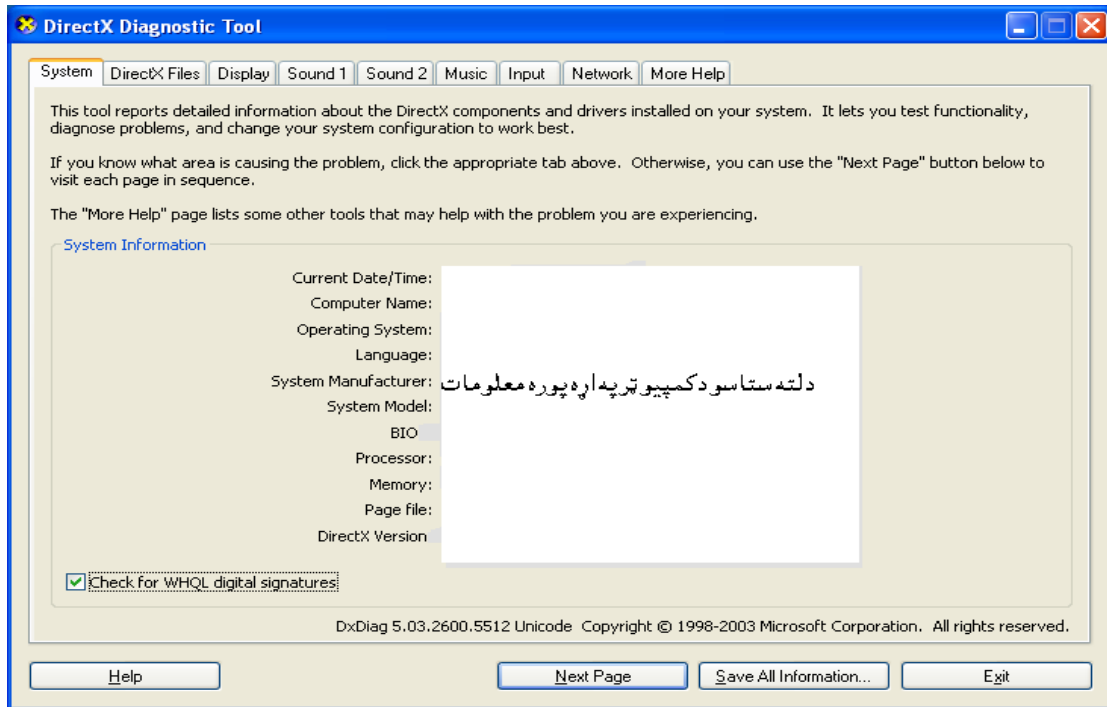 DirectX Diagnostic Tool
System DirectX Files Display Sound 1 Sound 2 Music Input Network More Help
This tool reports detailed information about the DirectX components and drivers installed on your system. It lets you test functionality,
diagnose problems, and change your system configuration to work best.
If you know what area is causing the problem, click the appropriate tab above. Otherwise, you can use the "Next Page" button below to
visit each page in sequence.
The "More Help" page lists some other tools that may help with the problem you are experiencing.
System Information
Current Date/Time:
Computer Name:
Operating System:
Language:
System Manufacturer:
دلته ستاسو د کمپیوټر په اړه پوره معلومات
System Model:
BIO
Processor:
Memory:
Page file:
DirectX Version
Check for WHQL digital signatures
DxDiag 5.03.2600.5512 Unicode Copyright © 1998-2003 Microsoft Corporation. All rights reserved.
Help Next Page Save All Information... Exit